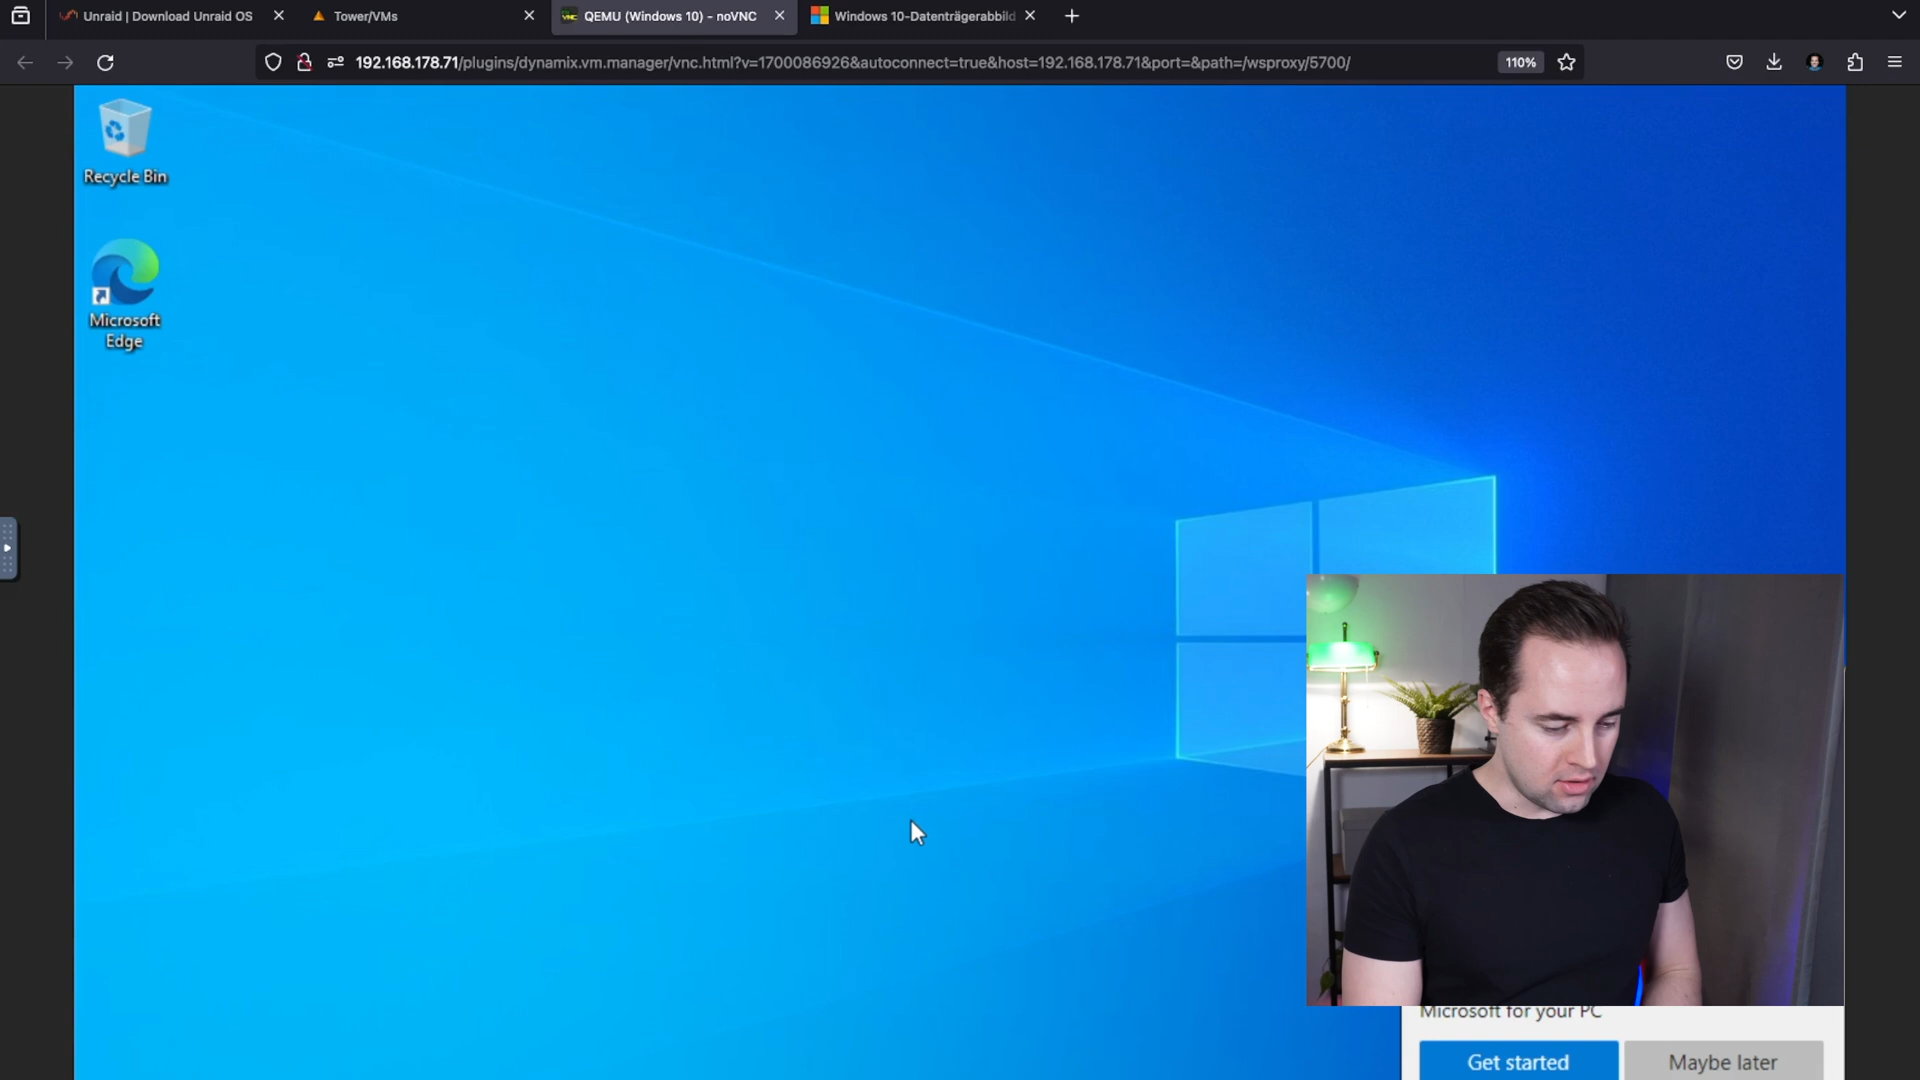 Unraid | Download Unraid OS
Tower/VMs
QEMU (Windows 10) - noVNC
Windows 10-Datenträgerabbild
192.168.178.71/plugins/dynamix.vm.manager/vnc.html?v=1700086926&autoconnect=true&host=192.168.178.71&port=&path=/wsproxy/5700/
110%
Recycle Bin
Microsoft
Edge
Microsoft for your PC
Get started
Maybe later